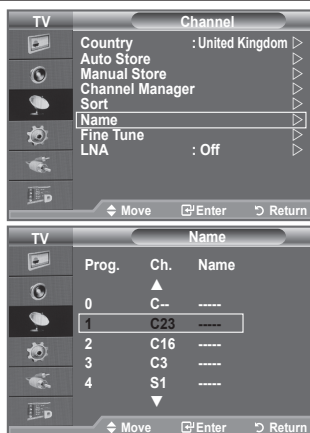 TV Channel
Country : United Kingdom
Auto Store
Manual Store
Channel Manager
Sort
Name
Fine Tune
LNA : Off
Move Enter Return
TV Name
Prog. Ch. Name
0 C-- -----
1 C23 -----
2 C16 -----
3 C3 -----
4 S1 -----
Move Enter Return